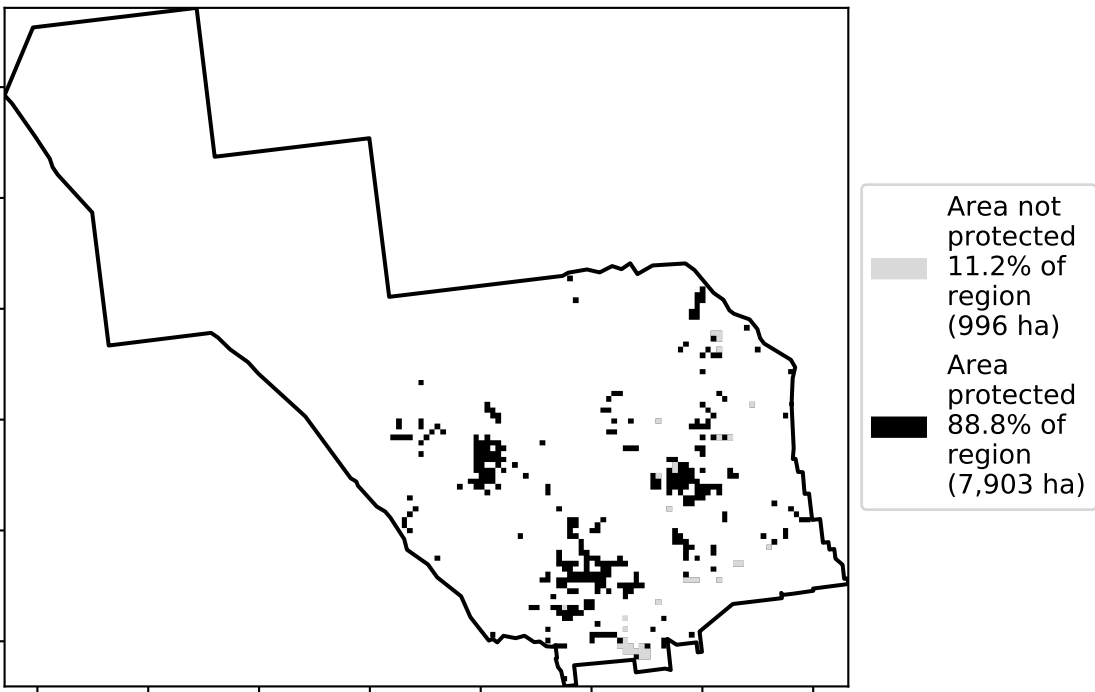 Area not
protected
11.2% of
region
(996 ha)
Area
protected
88.8% of
region
(7,903 ha)